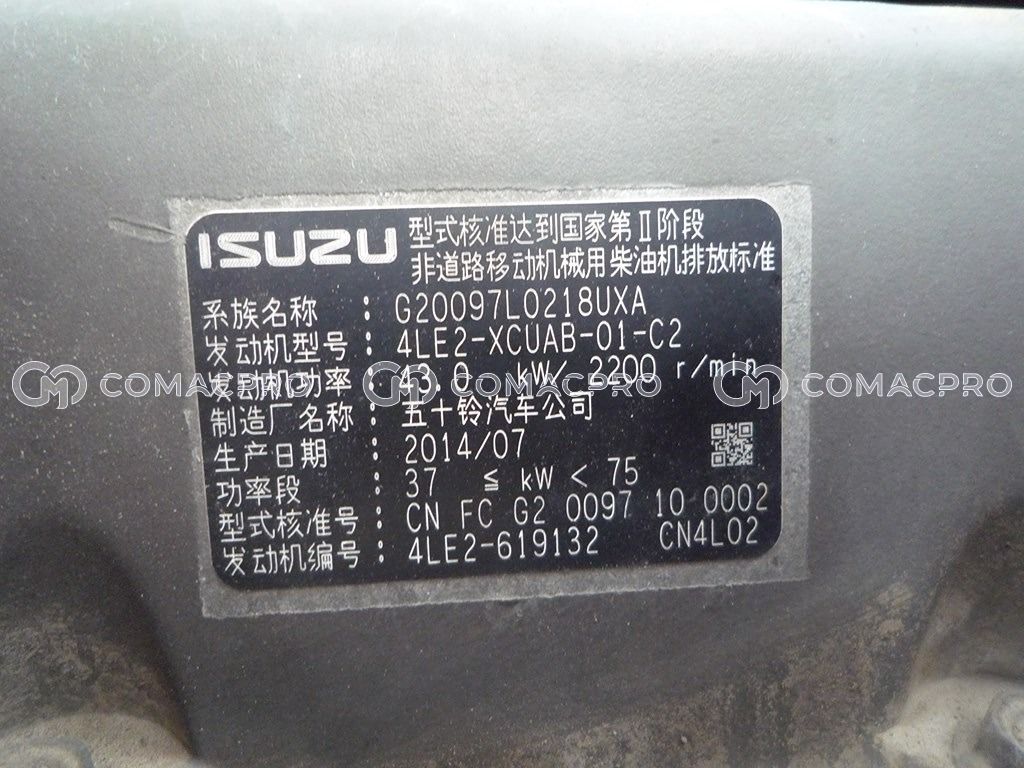 ISUZU 型式核准达到国家第Ⅱ阶段
非道路移动机械用柴油机排放标准
系族名称 : G20097L0218UXA
发动机型号 : 4LE2-XCUAB-01-C2
发动机功率 : 43.0 kW/ 2200 r/min
制造厂名称 : 五十铃汽车公司
生产日期 : 2014/07
功率段 : 37 ≦ kW < 75
型式核准号 : CN FC G2 0097 10 0002
发动机编号 : 4LE2-619132 CN4L02
COMACPRO COMACPRO COMACPRO